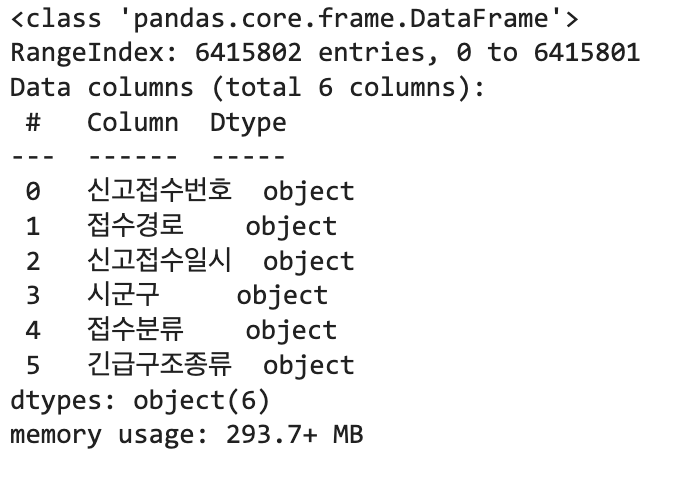 <class 'pandas.core.frame.DataFrame'>
RangeIndex: 6415802 entries, 0 to 6415801
Data columns (total 6 columns):
 #   Column  Dtype
---  ------  -----
 0   신고접수번호  object
 1   접수경로    object
 2   신고접수일시  object
 3   시군구     object
 4   접수분류    object
 5   긴급구조종류  object
dtypes: object(6)
memory usage: 293.7+ MB